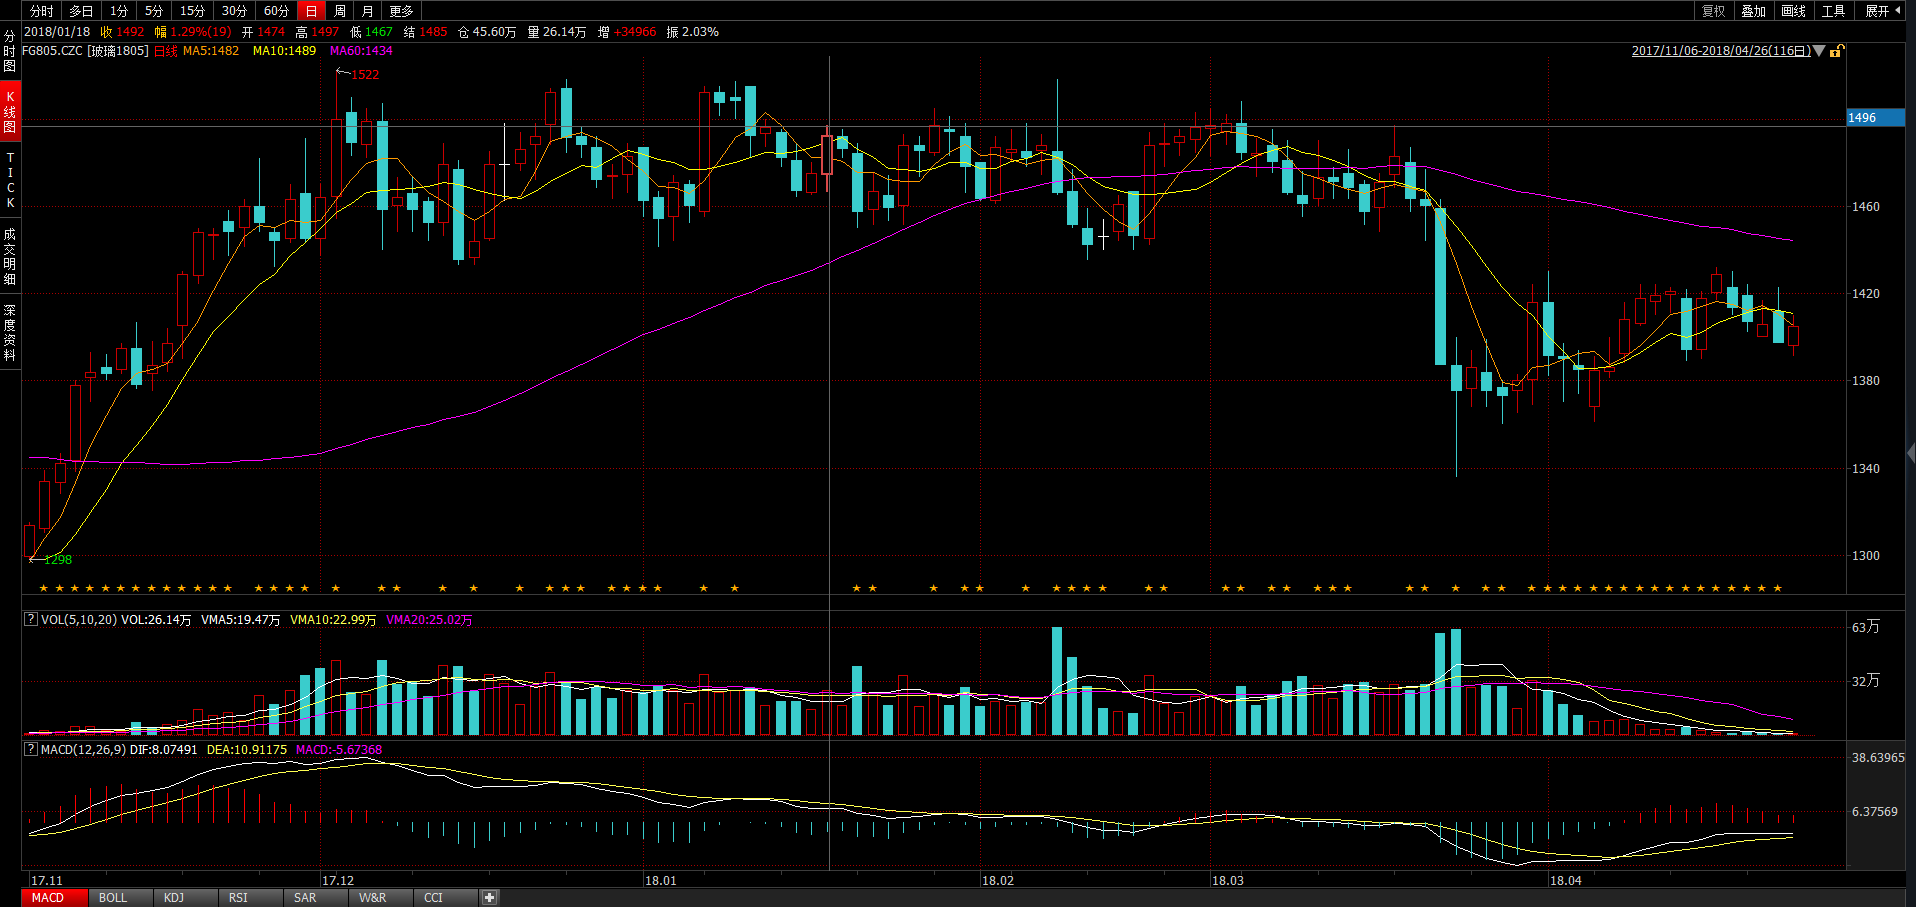 分时 多日 1分 5分 15分 30分 60分 日 周 月 更多 复权 叠加 画线 工具 展开
2018/01/18 收 1492 幅 1.29%(19) 开 1474 高 1497 低 1467 结 1485 仓 45.60万 量 26.14万 增 +34966 振 2.03%
FG805.CZC [玻璃1805] 日线 MA5:1482 MA10:1489 MA60:1434 2017/11/06-2018/04/26(116日)
分时图
K线图
TICK
成交明细
深度资料
1522
1298
1496
1460
1420
1380
1340
1300
? VOL(5,10,20) VOL:26.14万 VMA5:19.47万 VMA10:22.99万 VMA20:25.02万
63万
32万
? MACD(12,26,9) DIF:8.07491 DEA:10.91175 MACD:-5.67368
38.63965
6.37569
17.11 17.12 18.01 18.02 18.03 18.04
MACD BOLL KDJ RSI SAR W&R CCI